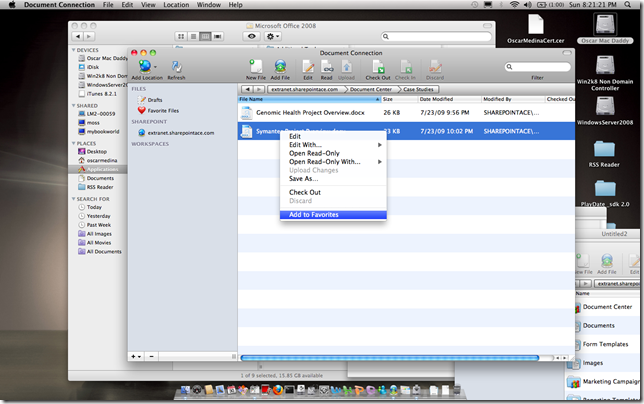 Document Connection File Edit View Location Window Help (1:00) Sun 8:21:21 PM
Microsoft Office 2008
OscarMedinaCert.cer
Oscar Mac Daddy
Win2k8 Non Domain Controller
WindowsServer2008
RSS Reader
PlayDate_sdk 2.0
DEVICES
Oscar Mac Daddy
iDisk
Win2k8 Non Domain
WindowsServer2
iTunes 8.2.1
SHARED
LM2-00059
moss
mybookworld
PLACES
Desktop
oscarmedina
Applications
Documents
RSS Reader
SEARCH FOR
Today
Yesterday
Past Week
All Images
All Movies
All Documents
1 of 9 selected, 15.85 GB available
Document Connection
Add Location Refresh New File Add File Edit Read Upload Check Out Check In Discard Filter
FILES
Drafts
Favorite Files
SHAREPOINT
extranet.sharepointace.com
WORKSPACES
extranet.sharepointace.com Document Center Case Studies
File Name Size Date Modified Modified By Checked Out
Genomic Health Project Overview.docx 26 KB 7/23/09 9:56 PM SHAREPOINTACE\
23 KB 7/23/09 10:02 PM SHAREPOINTACE\
Edit
Edit With...
Open Read-Only
Open Read-Only With...
Upload Changes
Save As...
Check Out
Discard
Add to Favorites
Untitled2
New File Add File Edit
extranet.sharepoi
Name
Document Center
Documents
Form Templates
Images
Marketing Campaign
Reporting Templates